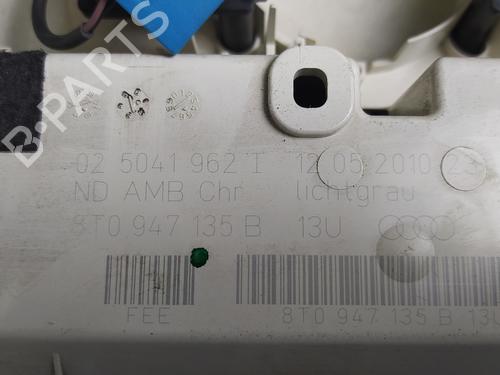 B-PARTS
02 5041 962 I 12.05.2010 23
ND AMB Chr lichtgrau
8T0 947 135 B 13U
FEE 8T0 947 135 B 13U